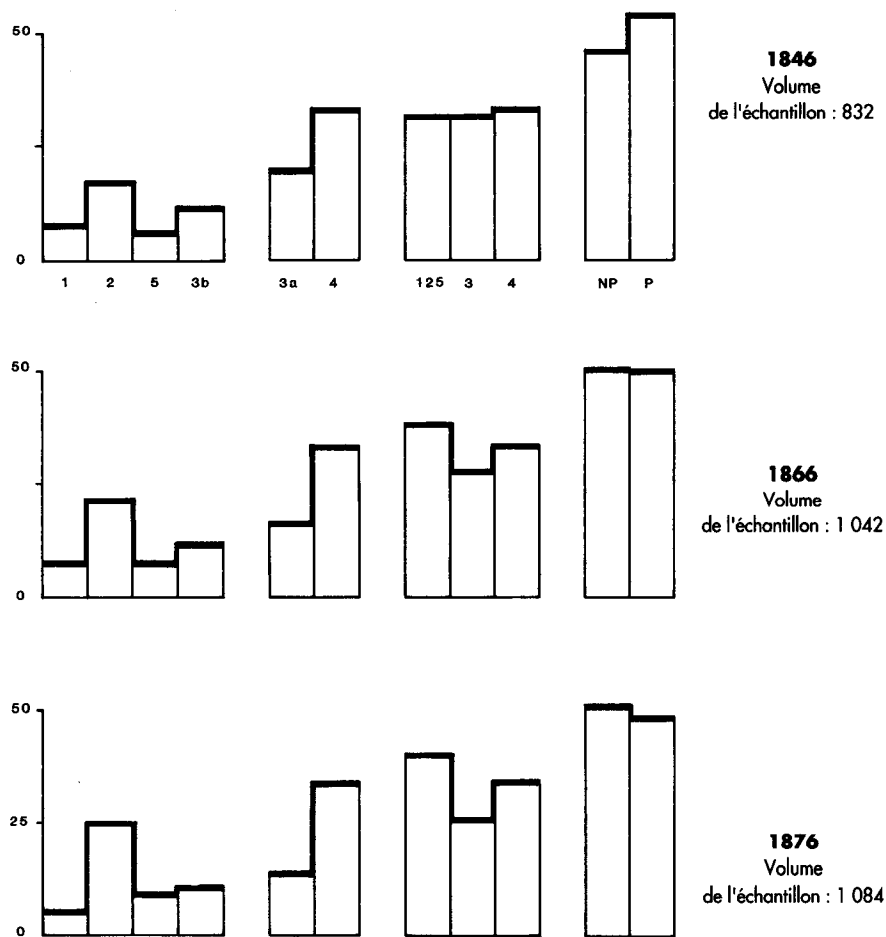 50
0
1 2 5 3b 3a 4 125 3 4 NP P
1846
Volume
de l'échantillon : 832
50
0
1866
Volume
de l'échantillon : 1 042
50
25
0
1876
Volume
de l'échantillon : 1 084